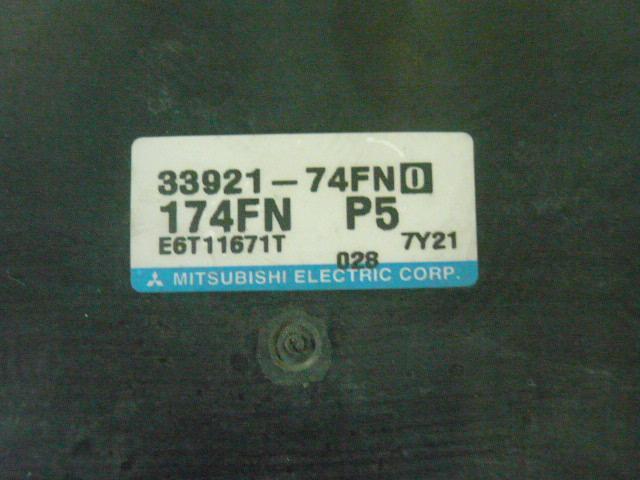 33921-74FN0
174FN P5
E6T11671T 7Y21
028
MITSUBISHI ELECTRIC CORP.